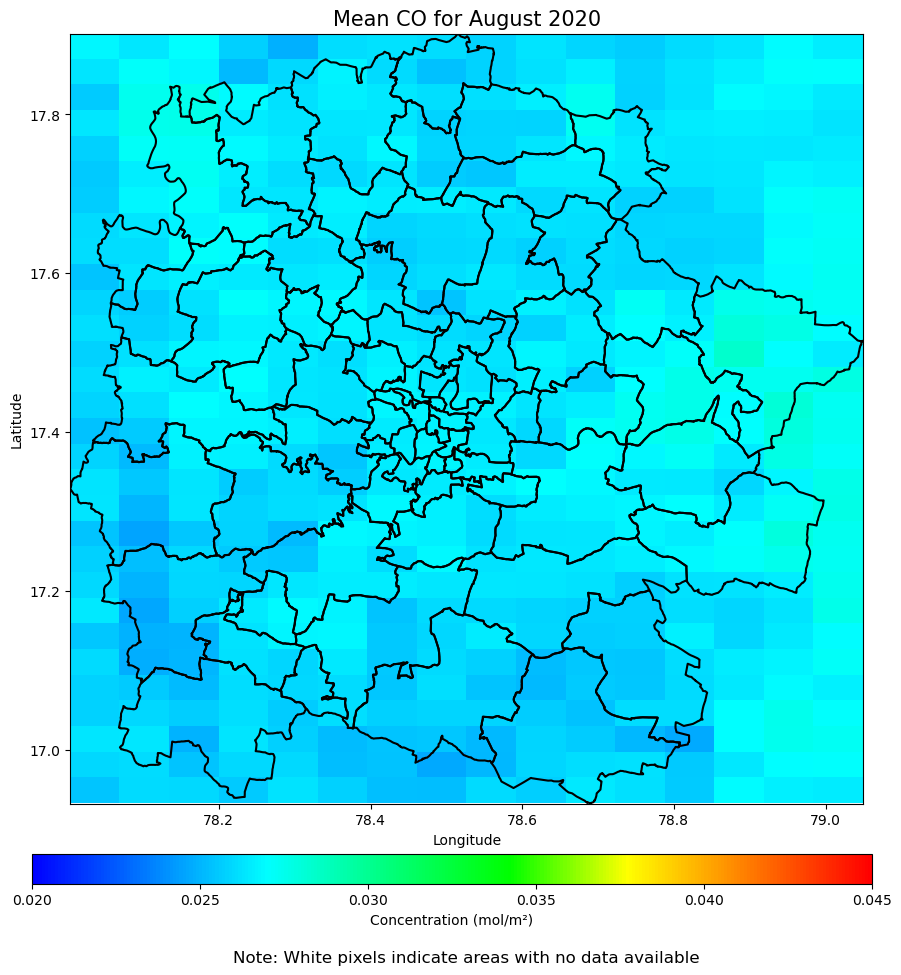 Mean CO for August 2020
17.8
17.6
17.4
17.2
17.0
Latitude
78.2 78.4 78.6 78.8 79.0
Longitude
0.020 0.025 0.030 0.035 0.040 0.045
Concentration (mol/m²)
Note: White pixels indicate areas with no data available